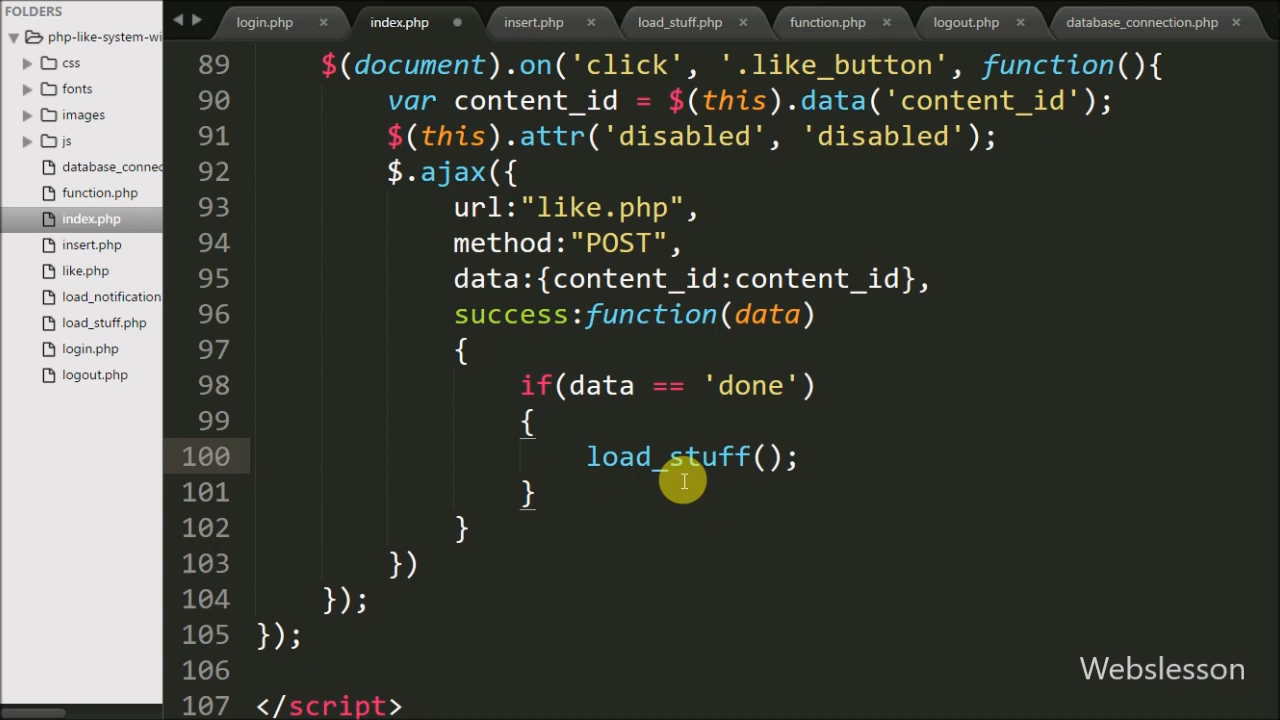 FOLDERS
php-like-system-wi
css
fonts
images
js
database_connec
function.php
index.php
insert.php
like.php
load_notification.
load_stuff.php
login.php
logout.php
login.php × index.php insert.php × load_stuff.php × function.php × logout.php × database_connection.php ×
89 $(document).on('click', '.like_button', function(){
90 var content_id = $(this).data('content_id');
91 $(this).attr('disabled', 'disabled');
92 $.ajax({
93 url:"like.php",
94 method:"POST",
95 data:{content_id:content_id},
96 success:function(data)
97 {
98 if(data == 'done')
99 {
100 load_stuff();
101 }
102 }
103 })
104 });
105 });
106
107 </script>
Webslesson